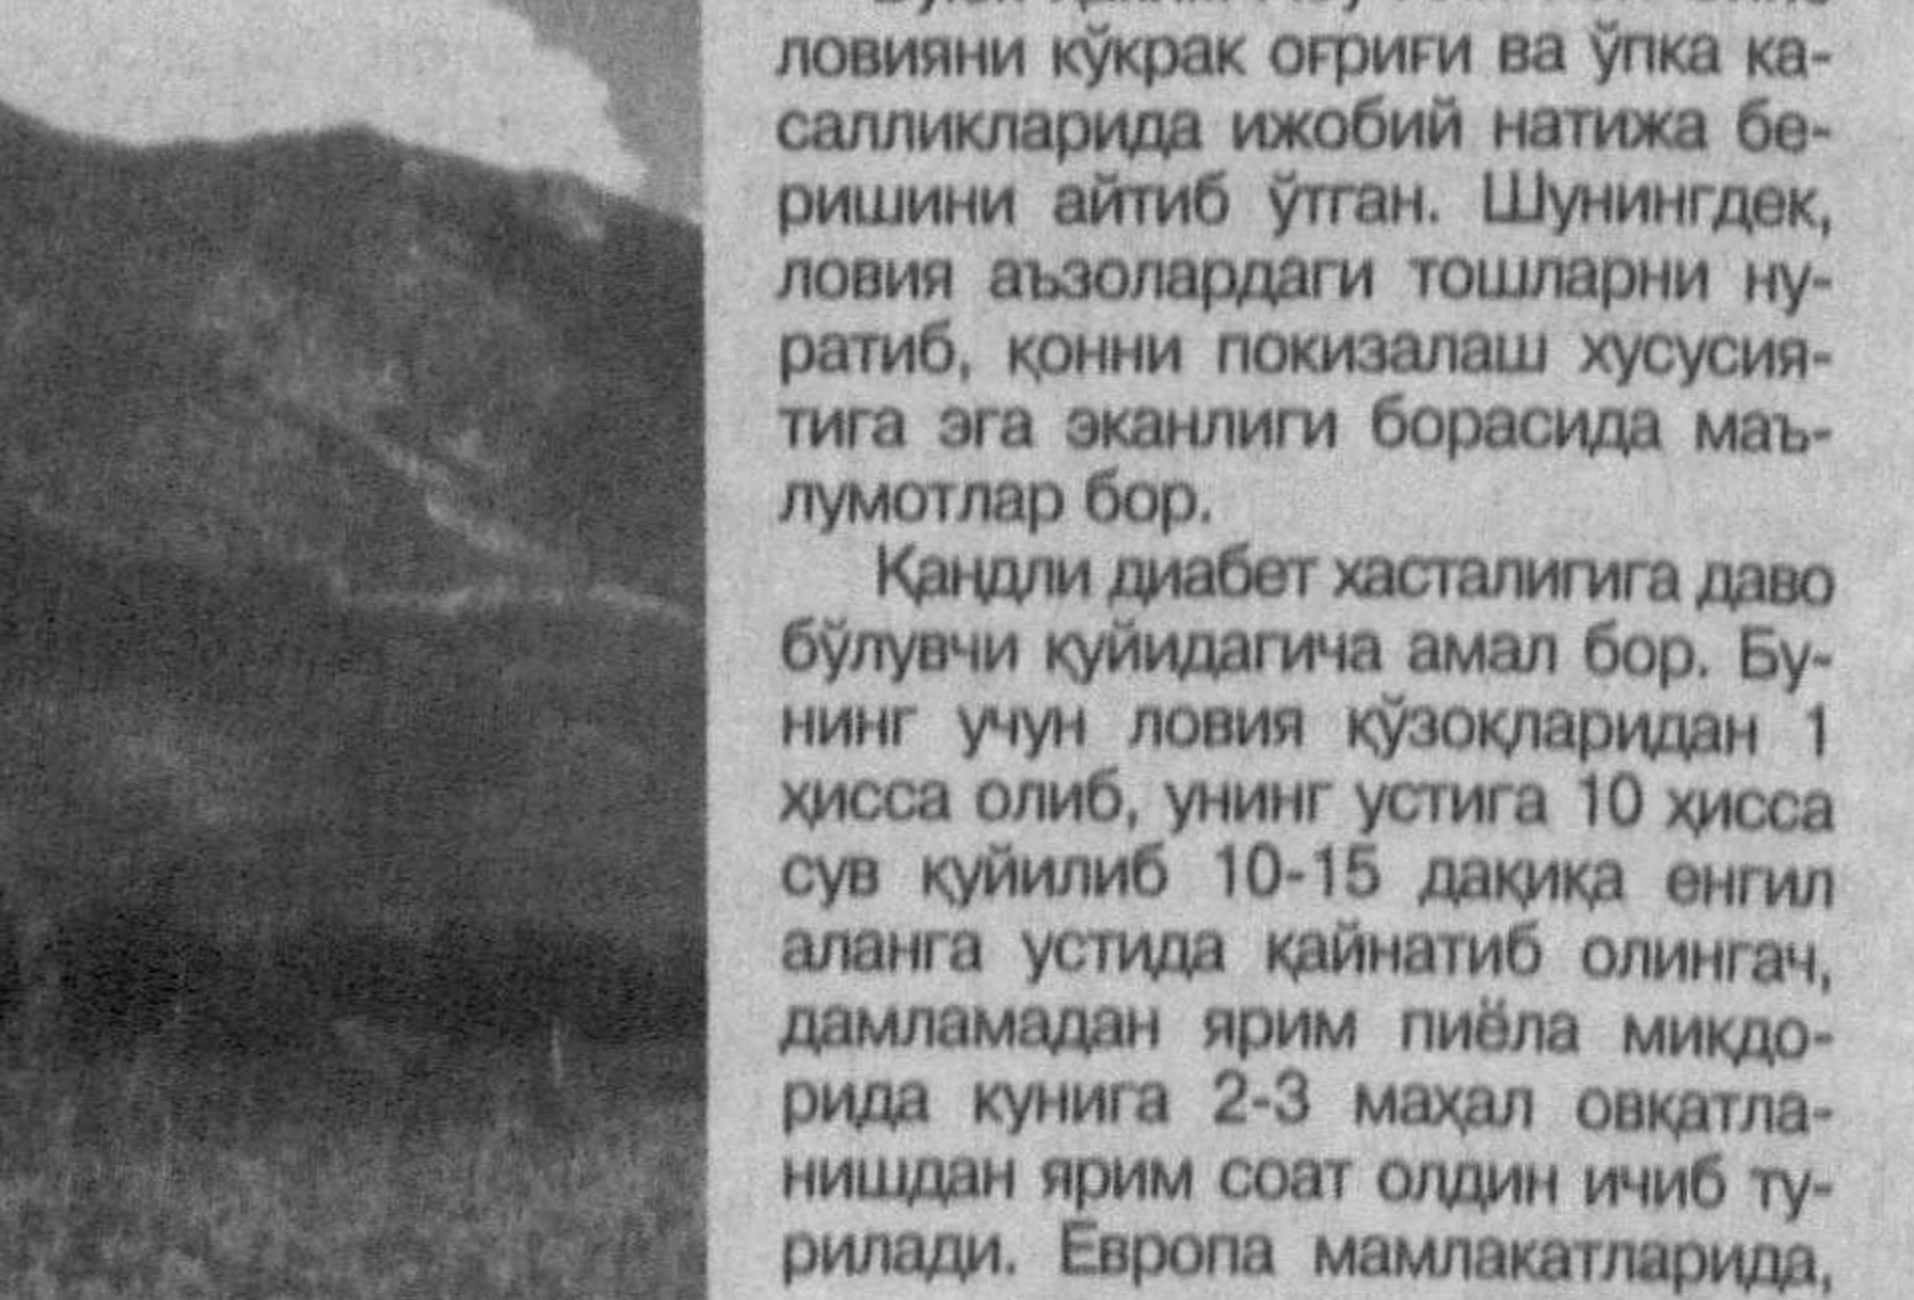 ловияни кўкрак оғриғи ва ўпка ка-
салликларида ижобий натижа бе-
ришини айтиб ўтган. Шунингдек,
ловия аъзолардаги тошларни ну-
ратиб, қонни покизалаш хусусия-
тига эга эканлиги борасида маъ-
лумотлар бор.
Қандли диабет хасталигига даво
бўлувчи қуйидагича амал бор. Бу-
нинг учун ловия қўзоқларидан 1
ҳисса олиб, унинг устига 10 ҳисса
сув қуйилиб 10-15 дақиқа енгил
аланга устида қайнатиб олингач,
дамламадан ярим пиёла миқдо-
рида кунига 2-3 маҳал овқатла-
нишдан ярим соат олдин ичиб ту-
рилади. Европа мамлакатларида,